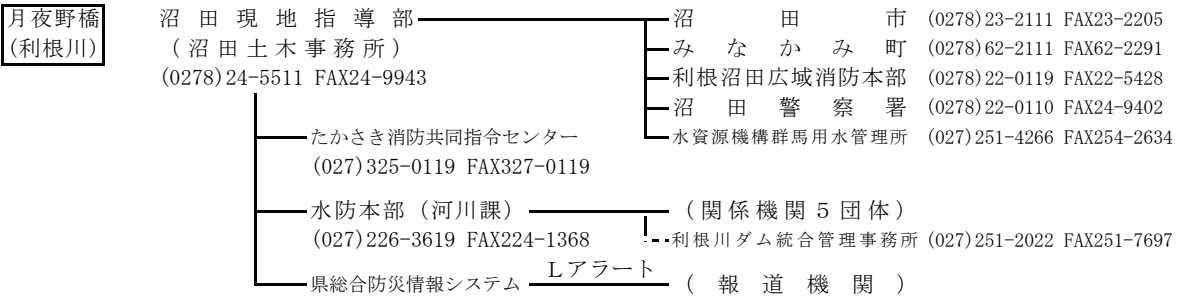 月夜野橋 沼田現地指導部 沼田市 (0278)23-2111 FAX23-2205
(利根川) (沼田土木事務所) みなかみ町 (0278)62-2111 FAX62-2291
(0278)24-5511 FAX24-9943 利根沼田広域消防本部 (0278)22-0119 FAX22-5428
沼田警察署 (0278)22-0110 FAX24-9402
たかさき消防共同指令センター 水資源機構群馬用水管理所 (027)251-4266 FAX254-2634
(027)325-0119 FAX327-0119
水防本部（河川課） (関係機関５団体)
(027)226-3619 FAX224-1368 利根川ダム統合管理事務所 (027)251-2022 FAX251-7697
県総合防災情報システム Lアラート (報道機関)